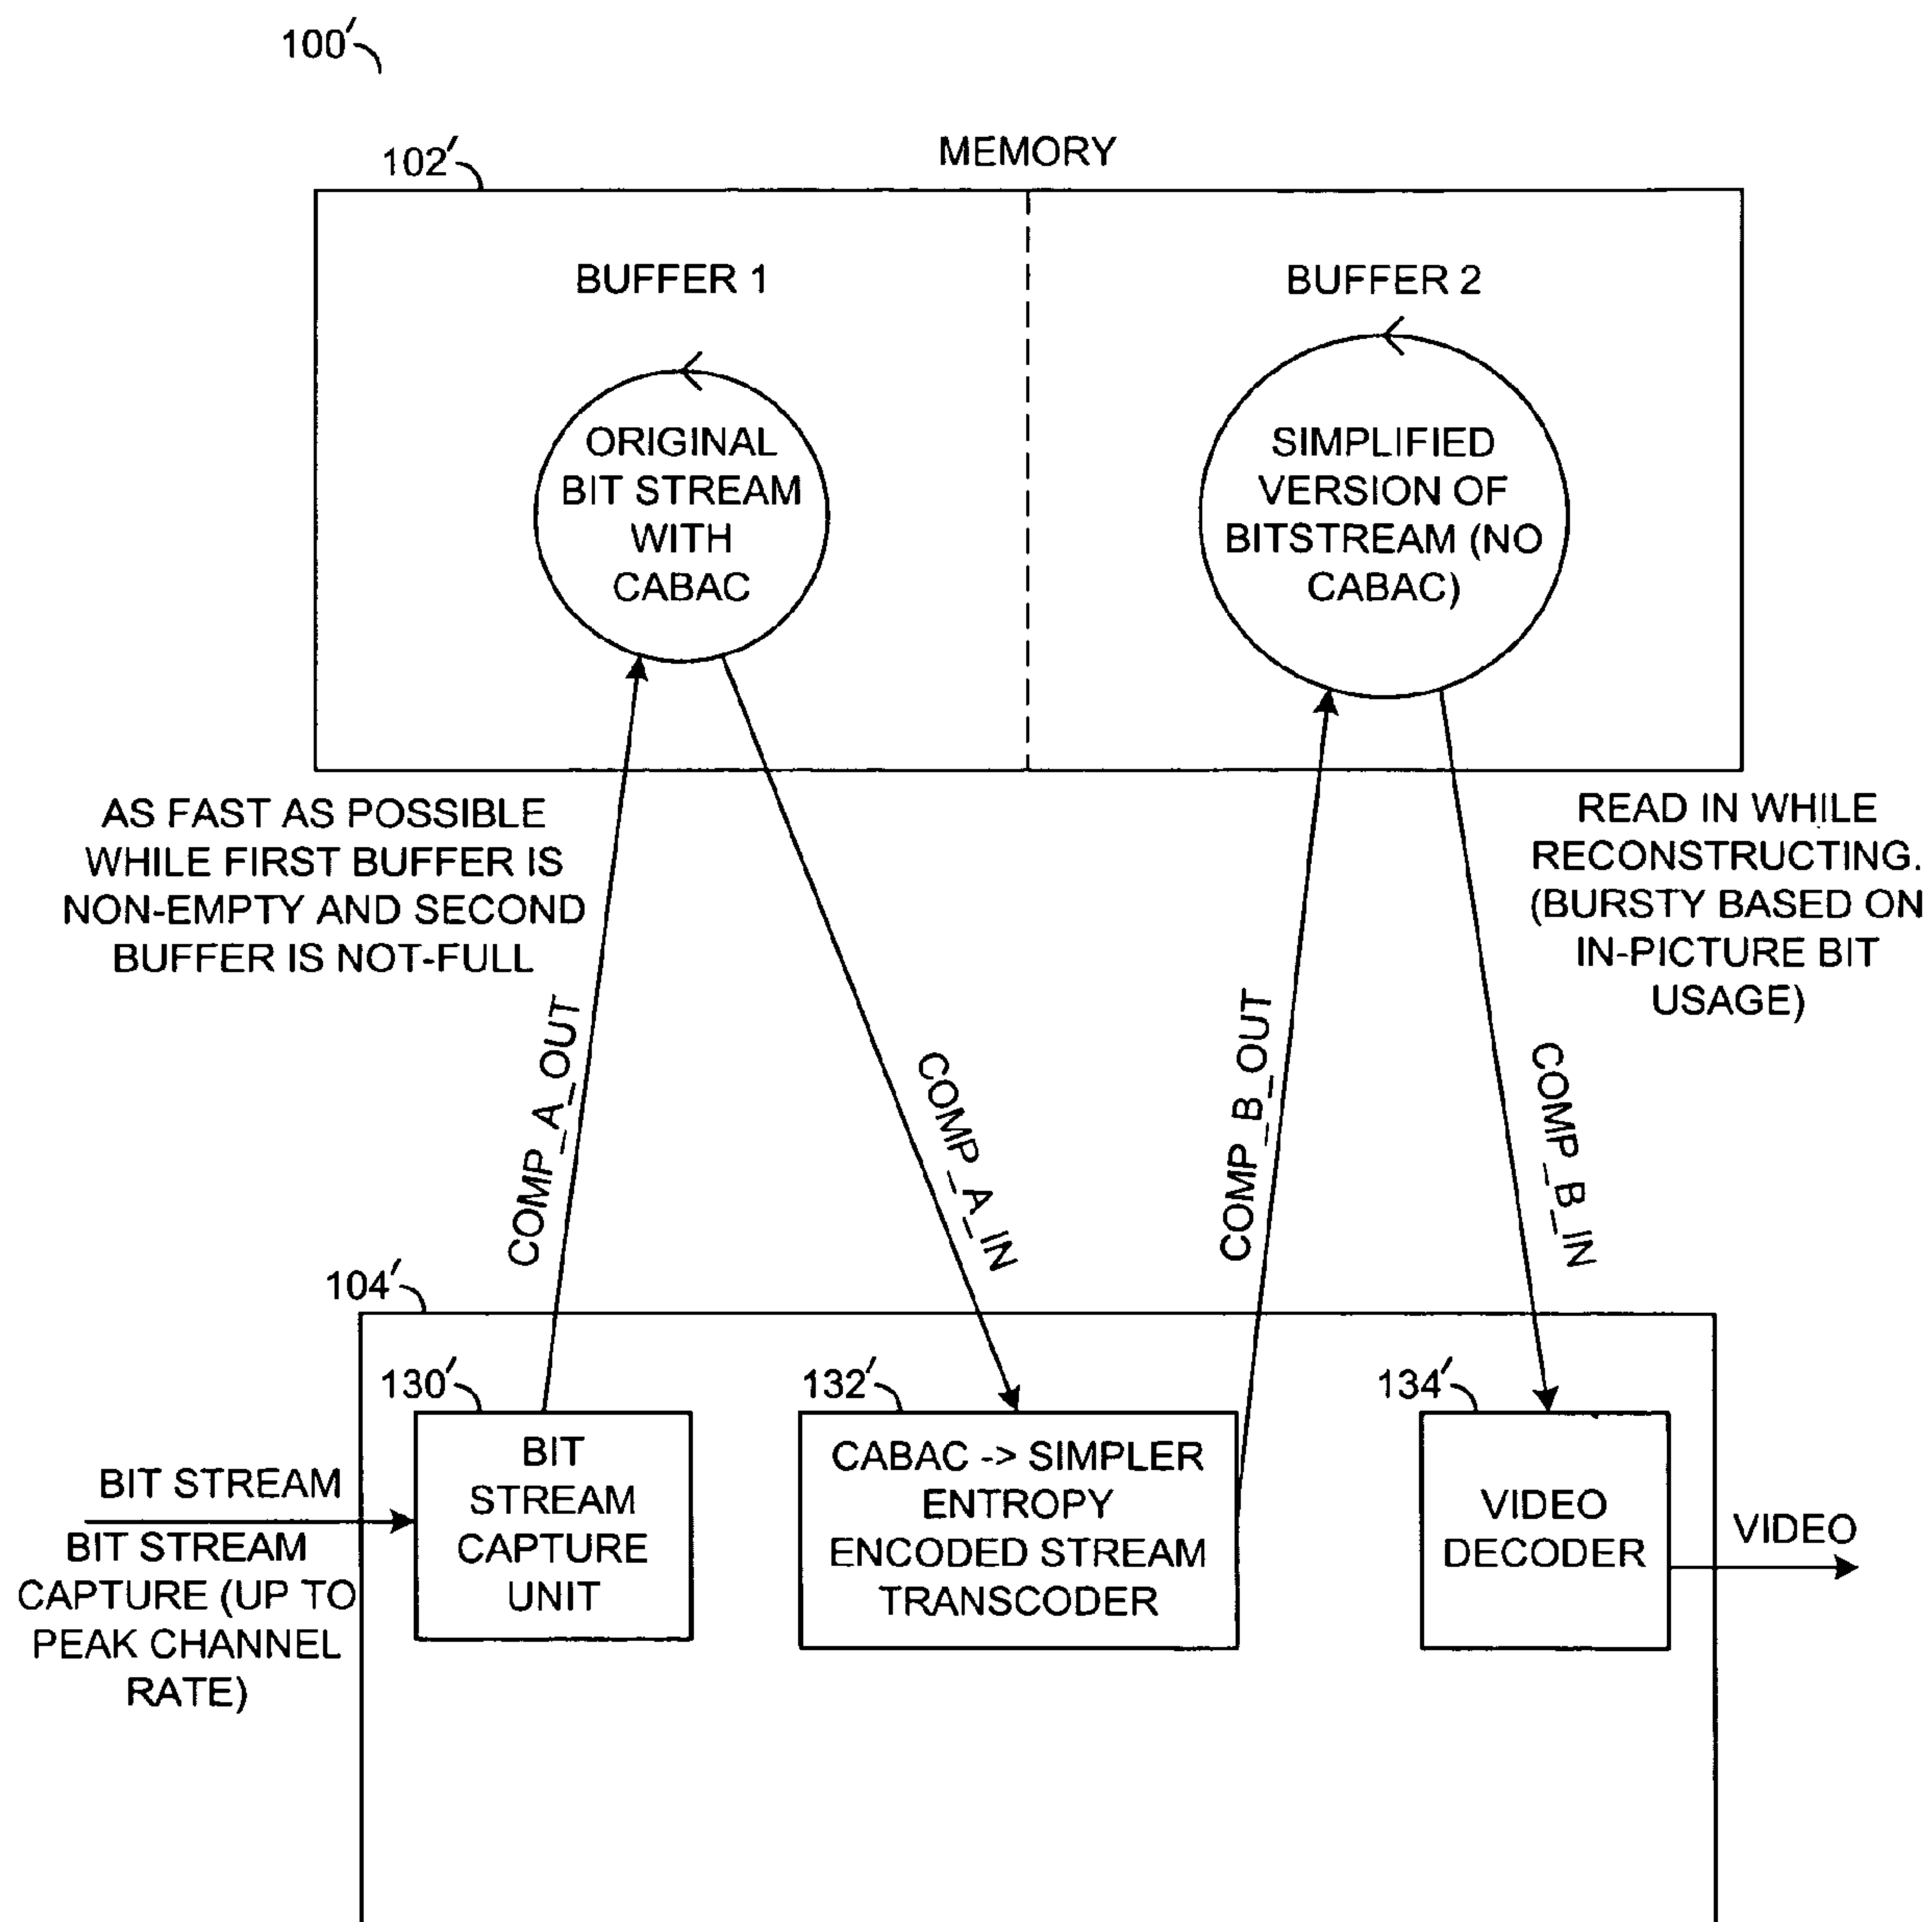 100′
102′
MEMORY
BUFFER 1
BUFFER 2
ORIGINAL
BIT STREAM
WITH
CABAC
SIMPLIFIED
VERSION OF
BITSTREAM (NO
CABAC)
AS FAST AS POSSIBLE
WHILE FIRST BUFFER IS
NON-EMPTY AND SECOND
BUFFER IS NOT-FULL
READ IN WHILE
RECONSTRUCTING.
(BURSTY BASED ON
IN-PICTURE BIT
USAGE)
COMP_A_OUT
COMP_A_IN
COMP_B_OUT
COMP_B_IN
104′
130′
132′
134′
BIT STREAM
BIT STREAM
CAPTURE (UP TO
PEAK CHANNEL
RATE)
BIT
STREAM
CAPTURE
UNIT
CABAC -> SIMPLER
ENTROPY
ENCODED STREAM
TRANSCODER
VIDEO
DECODER
VIDEO